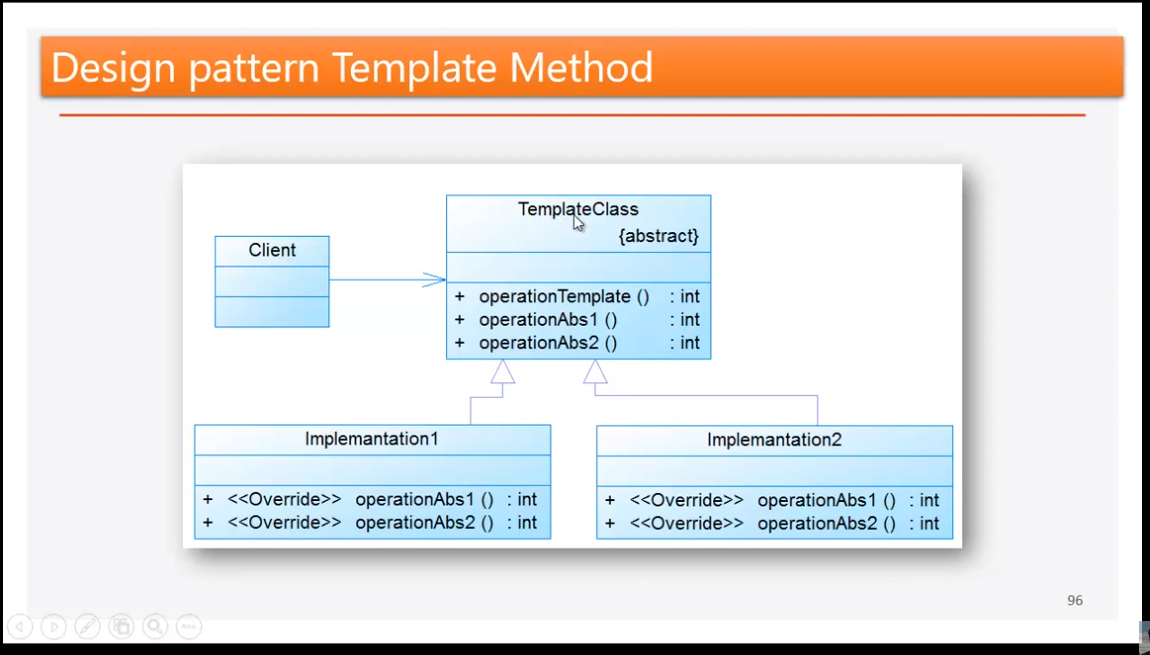 Design pattern Template Method
TemplateClass
{abstract}
Client
+ operationTemplate () : int
+ operationAbs1 () : int
+ operationAbs2 () : int
Implemantation1
+ <<Override>> operationAbs1 () : int
+ <<Override>> operationAbs2 () : int
Implemantation2
+ <<Override>> operationAbs1 () : int
+ <<Override>> operationAbs2 () : int
96